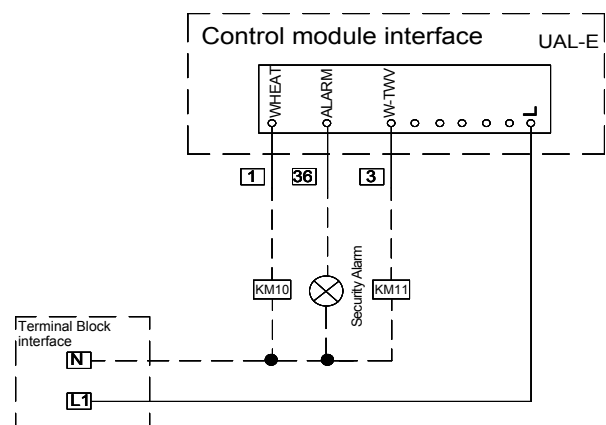 Control module interface
UAL-E
WHEAT
ALARM
W-TWV
L
1
36
3
KM10
Security Alarm
KM11
Terminal Block
interface
N
L1